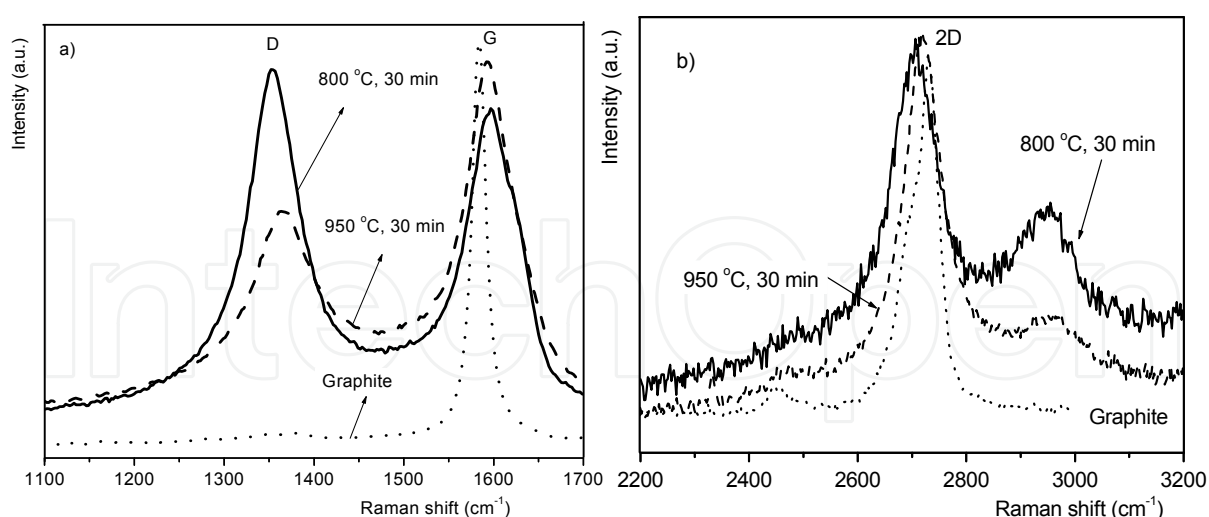 a)
D
G
800 °C, 30 min
950 °C, 30 min
Graphite
Intensity (a.u.)
1100 1200 1300 1400 1500 1600 1700
Raman shift (cm-1)
b)
2D
800 °C, 30 min
950 °C, 30 min
Graphite
Intensity (a.u.)
2200 2400 2600 2800 3000 3200
Raman shift (cm-1)
IntechOpen